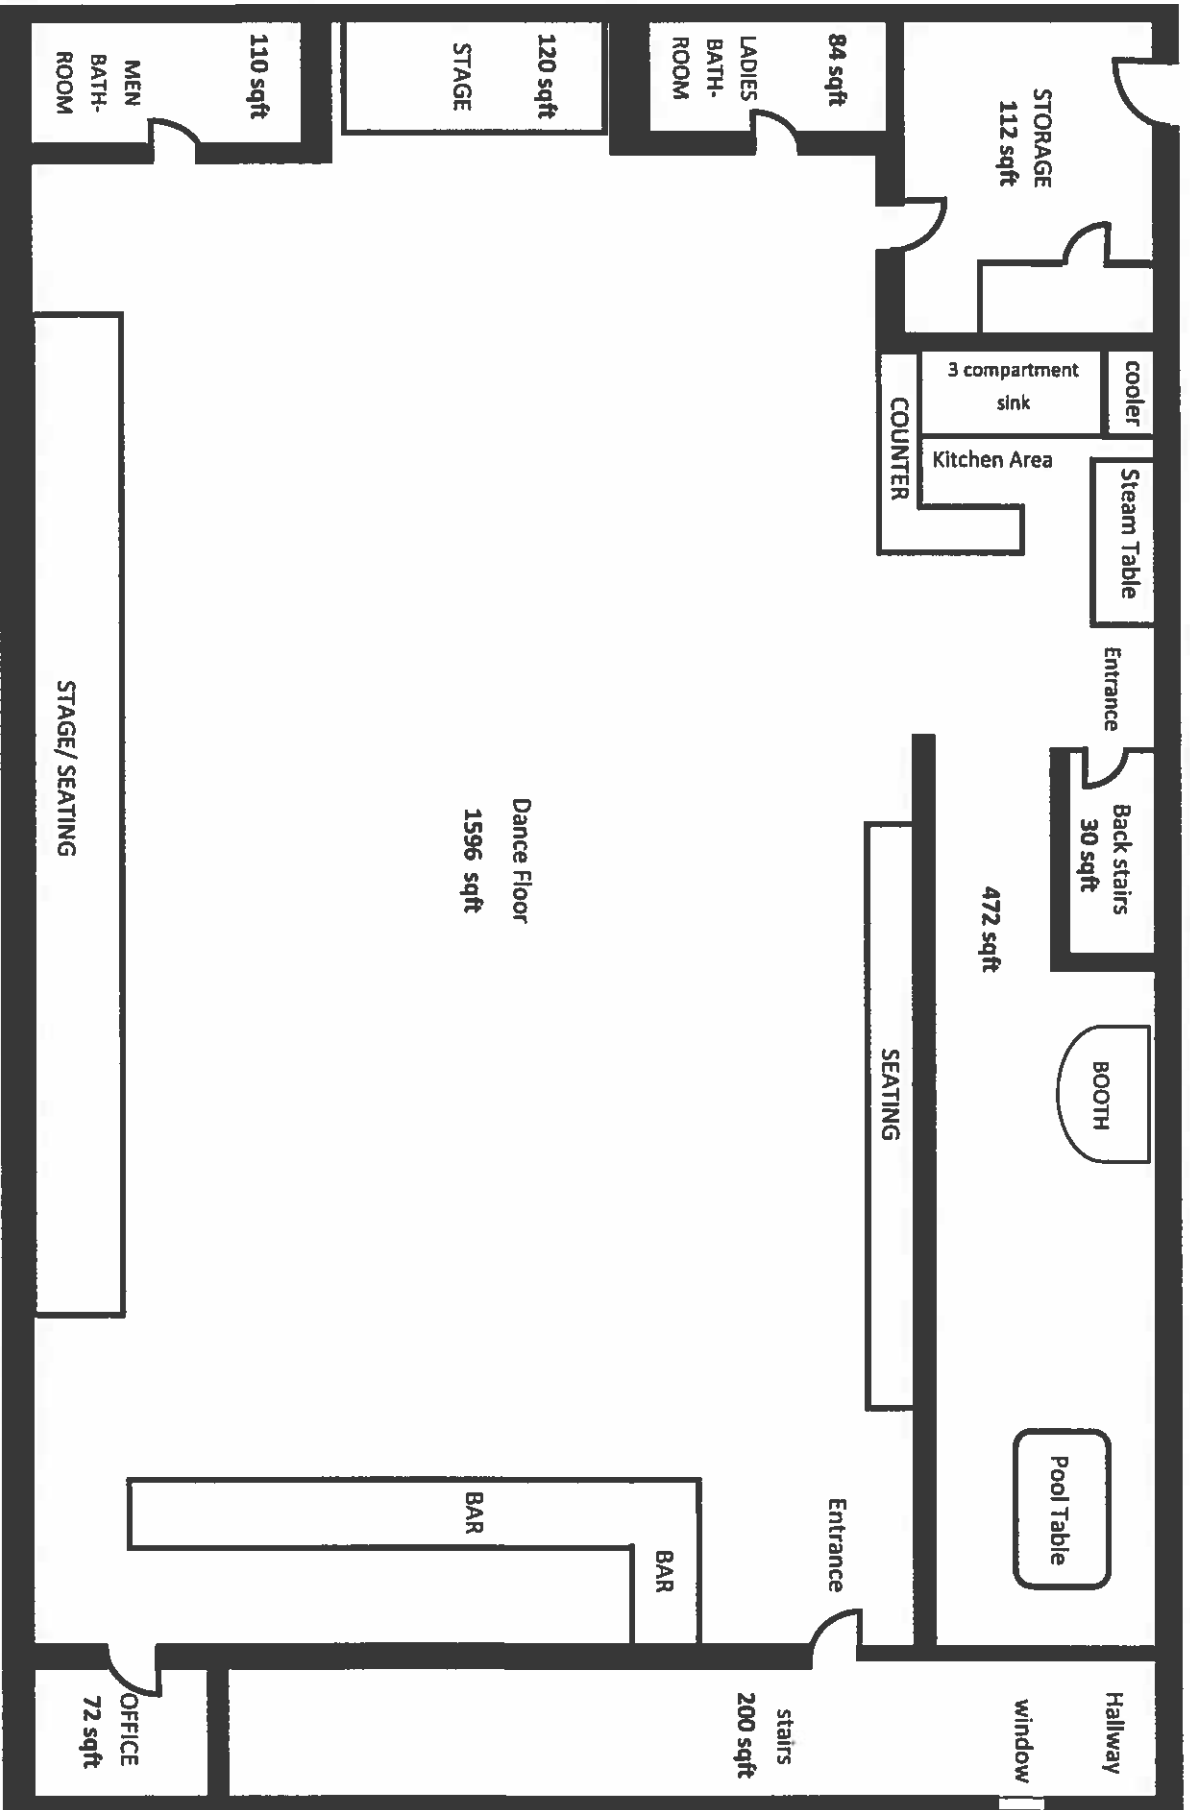 MEN
BATH-
ROOM
110 sqft
STAGE
120 sqft
LADIES
BATH-
ROOM
84 sqft
STORAGE
112 sqft
3 compartment
sink
cooler
COUNTER
Kitchen Area
Steam Table
Entrance
Back stairs
30 sqft
472 sqft
STAGE/ SEATING
Dance Floor
1596 sqft
SEATING
BOOTH
Pool Table
BAR
BAR
Entrance
OFFICE
72 sqft
stairs
200 sqft
window
Hallway